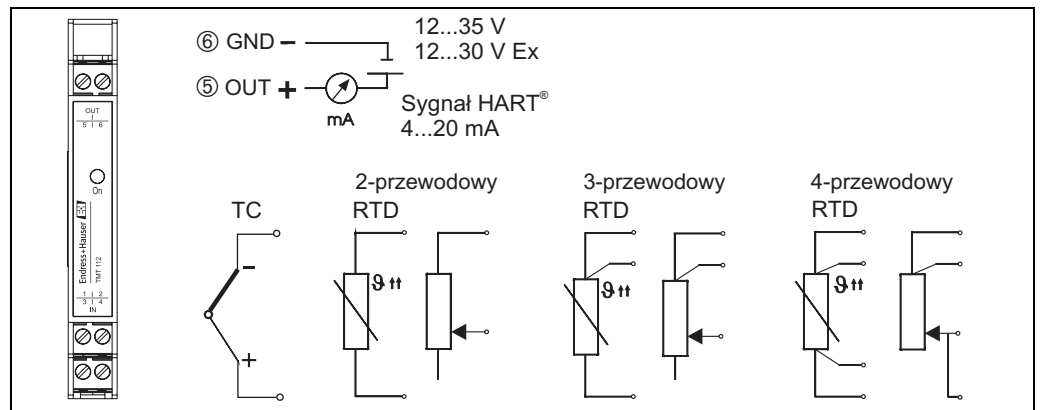 ⑥ GND –
12...35 V
12...30 V Ex
⑤ OUT +
mA
Sygnał HART®
4...20 mA
OUT
5 | 6
On
Endress+Hauser EH
TMT 112
1 | 2
3 | 4
IN
TC
–
+
2-przewodowy
RTD
ϑ ↑↑
3-przewodowy
RTD
ϑ ↑↑
4-przewodowy
RTD
ϑ ↑↑